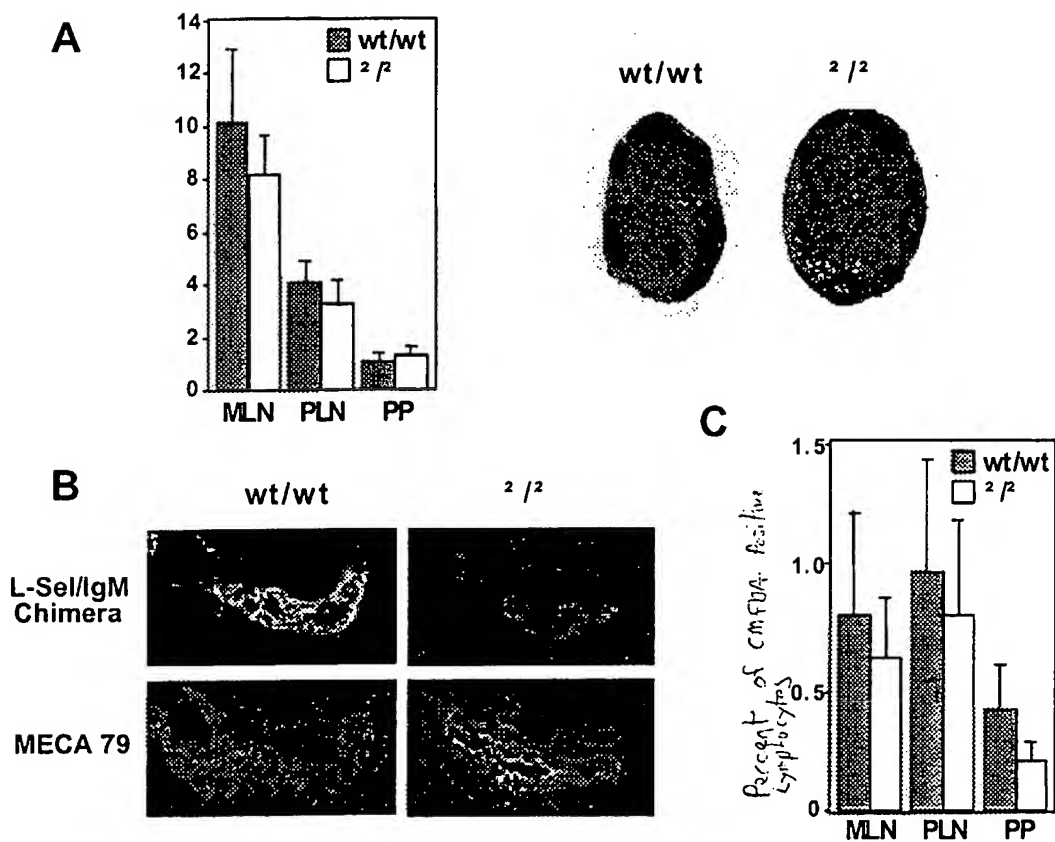 A
14
12
10
8
6
4
2
0
wt/wt
²/²
MLN PLN PP
wt/wt ²/²
B
wt/wt ²/²
L-Sel/IgM
Chimera
MECA 79
C
1.5
1.0
0.5
0
wt/wt
²/²
Percent of CMFDA Positive
Lymphocytes
MLN PLN PP